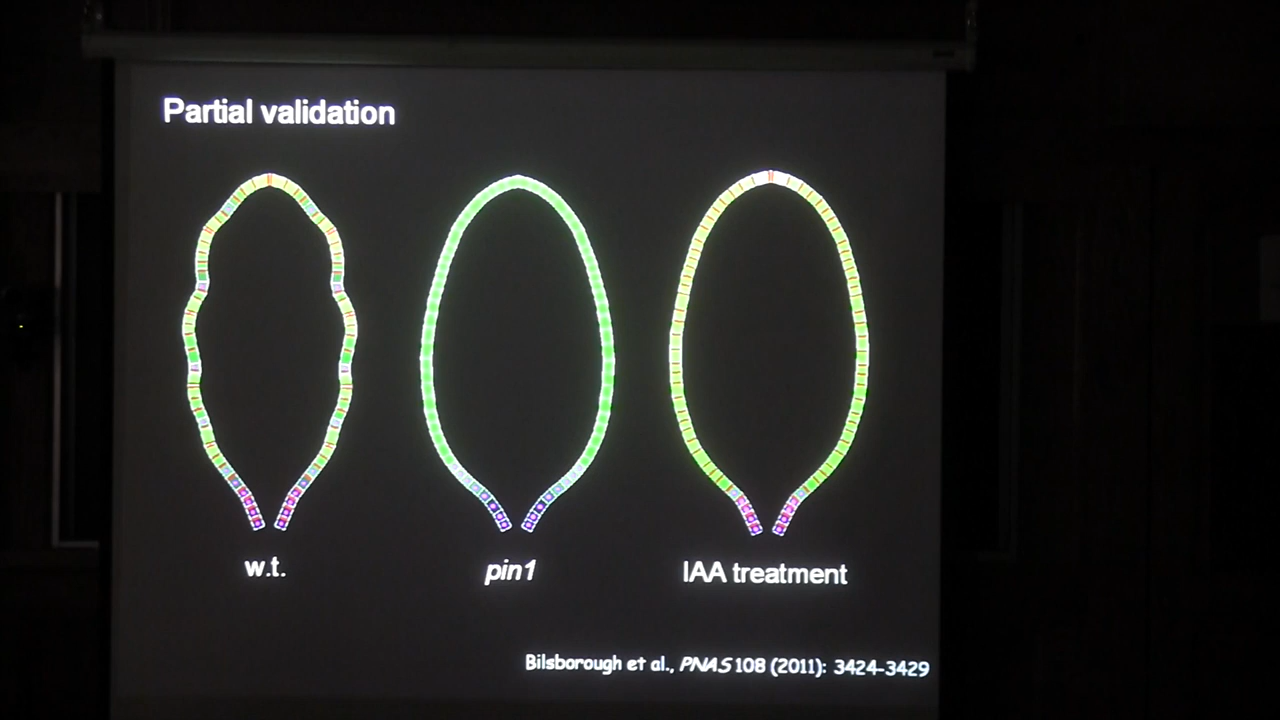 Partial validation
w.t.
pin1
IAA treatment
Bilsborough et al., PNAS 108 (2011): 3424-3429